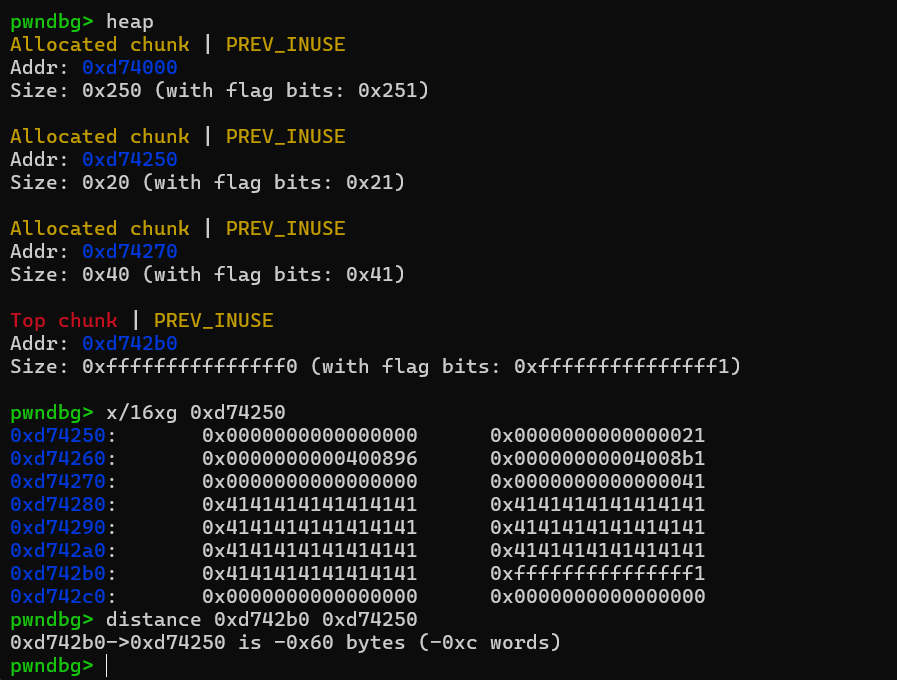 pwndbg> heap
Allocated chunk | PREV_INUSE
Addr: 0xd74000
Size: 0x250 (with flag bits: 0x251)
Allocated chunk | PREV_INUSE
Addr: 0xd74250
Size: 0x20 (with flag bits: 0x21)
Allocated chunk | PREV_INUSE
Addr: 0xd74270
Size: 0x40 (with flag bits: 0x41)
Top chunk | PREV_INUSE
Addr: 0xd742b0
Size: 0xfffffffffffffff0 (with flag bits: 0xfffffffffffffff1)
pwndbg> x/16xg 0xd74250
0xd74250: 0x0000000000000000 0x0000000000000021
0xd74260: 0x0000000000400896 0x00000000004008b1
0xd74270: 0x0000000000000000 0x0000000000000041
0xd74280: 0x4141414141414141 0x4141414141414141
0xd74290: 0x4141414141414141 0x4141414141414141
0xd742a0: 0x4141414141414141 0x4141414141414141
0xd742b0: 0x4141414141414141 0xfffffffffffffff1
0xd742c0: 0x0000000000000000 0x0000000000000000
pwndbg> distance 0xd742b0 0xd74250
0xd742b0->0xd74250 is -0x60 bytes (-0xc words)
pwndbg>